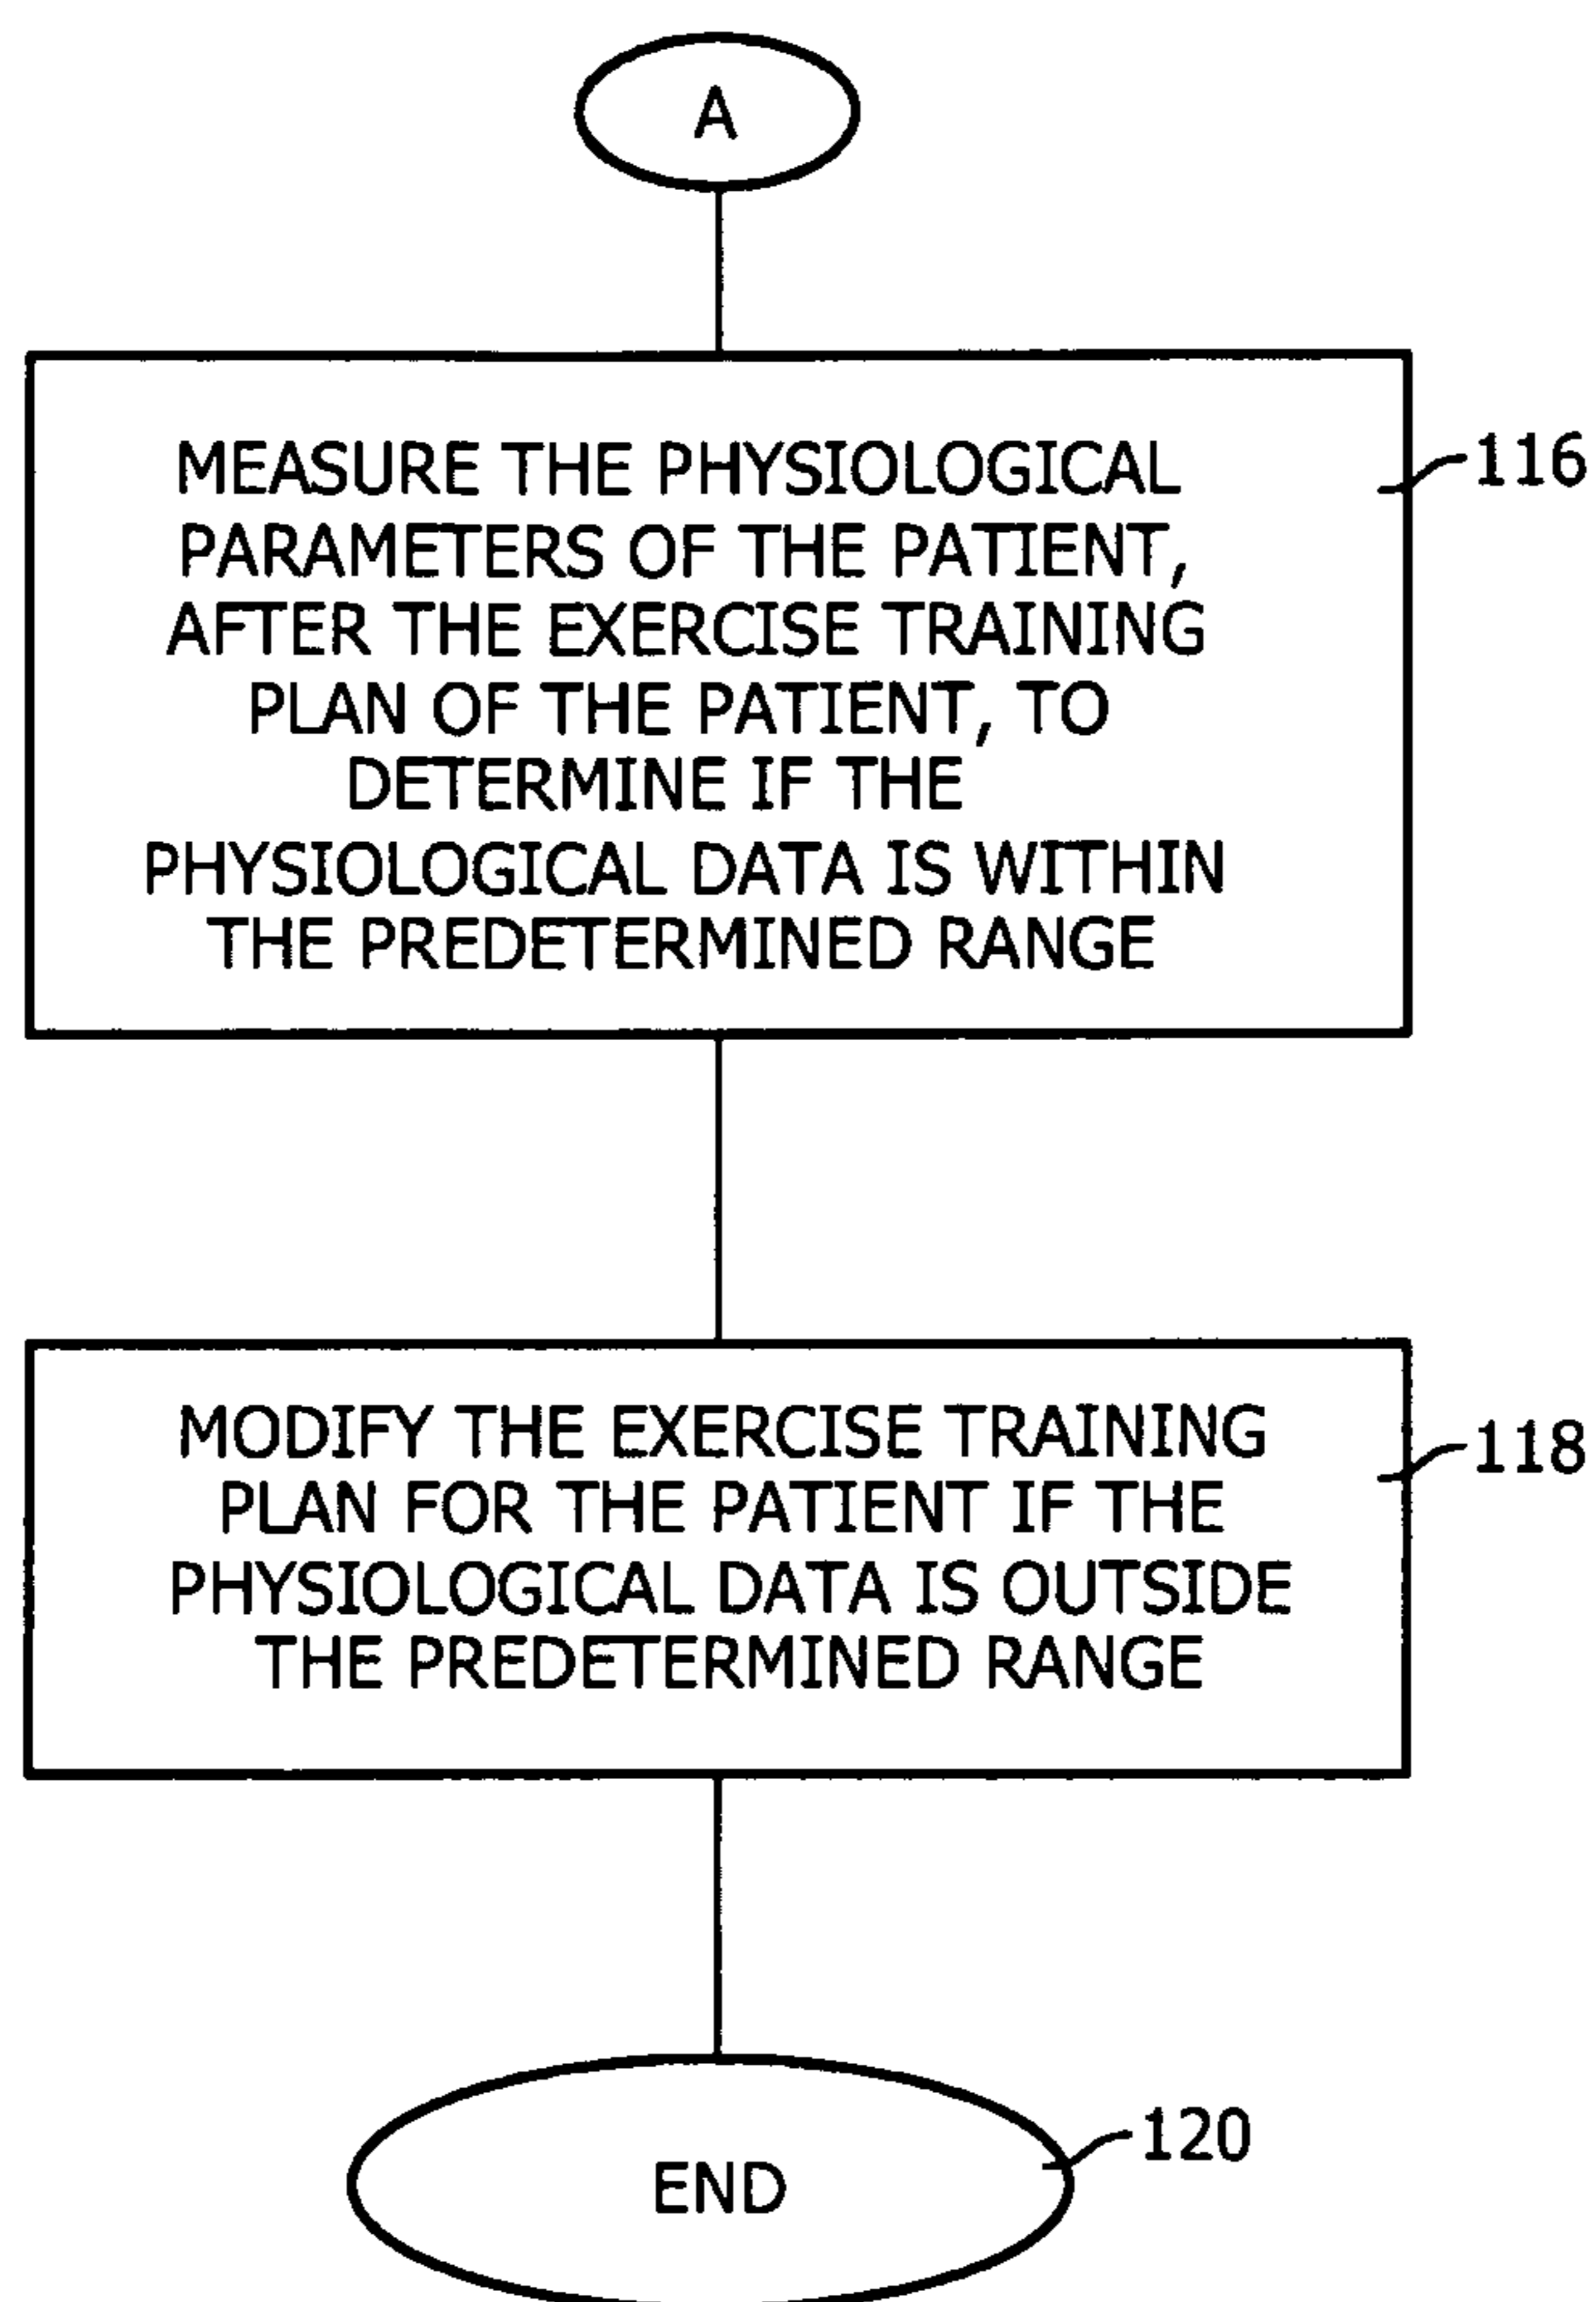 A
MEASURE THE PHYSIOLOGICAL
116
PARAMETERS OF THE PATIENT,
AFTER THE EXERCISE TRAINING
PLAN OF THE PATIENT, TO
DETERMINE IF THE
PHYSIOLOGICAL DATA IS WITHIN
THE PREDETERMINED RANGE
MODIFY THE EXERCISE TRAINING
118
PLAN FOR THE PATIENT IF THE
PHYSIOLOGICAL DATA IS OUTSIDE
THE PREDETERMINED RANGE
120
END